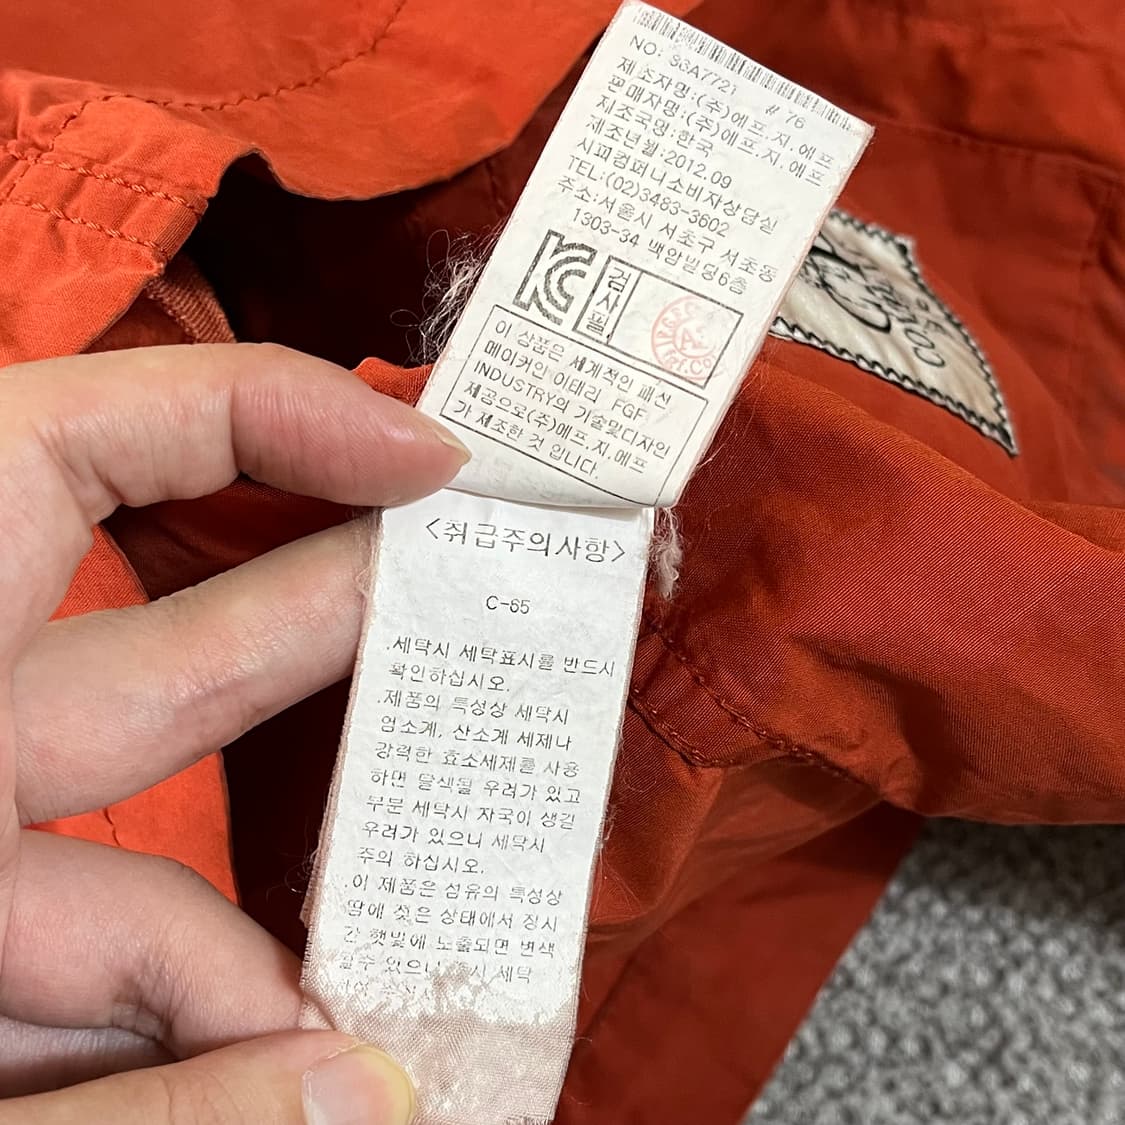 NO: 93A7721 # 76
제조자명:(주)에프.지.에프
판매자명:(주)에프.지.에프
제조국명:한국
제조년월:2012.09
시피컴퍼니소비자상담실
TEL:(02)3483-3602
주소:서울시 서초구 서초동
1303-34 백암빌딩6층
검사필
A.
이 상품은 세계적인 패션
메이커인 이태리 FGF
INDUSTRY의 기술및디자인
제공으로(주)에프.지.에프
가 제조한 것 입니다.
<취급주의사항>
C-65
.세탁시 세탁표시를 반드시
확인하십시오.
.제품의 특성상 세탁시
염소계, 산소계 세제나
강력한 효소세제를 사용
하면 탈색될 우려가 있고
부분 세탁시 자국이 생길
우려가 있으니 세탁시
주의 하십시오.
.이 제품은 섬유의 특성상
땀에 젖은 상태에서 장시
간 햇빛에 노출되면 변색
될수 있으니 세탁